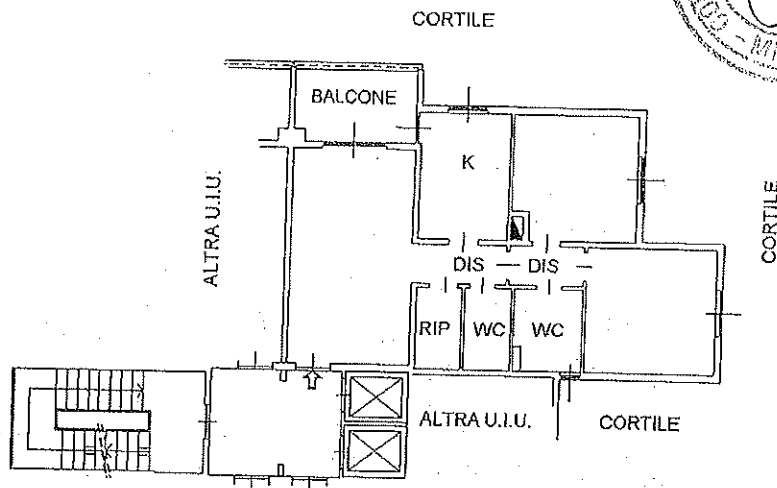 CORTILE
BALCONE
K
ALTRA U.I.U.
CORTILE
DIS
DIS
RIP
WC
WC
ALTRA U.I.U.
CORTILE